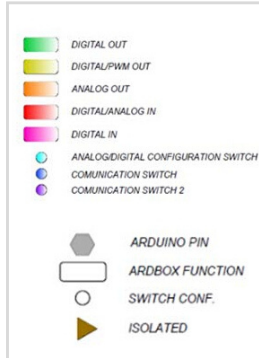 DIGITAL OUT
DIGITAL/PWM OUT
ANALOG OUT
DIGITAL/ANALOG IN
DIGITAL IN
ANALOG/DIGITAL CONFIGURATION SWITCH
COMUNICATION SWITCH
COMUNICATION SWITCH 2
ARDUINO PIN
ARDBOX FUNCTION
SWITCH CONF.
ISOLATED